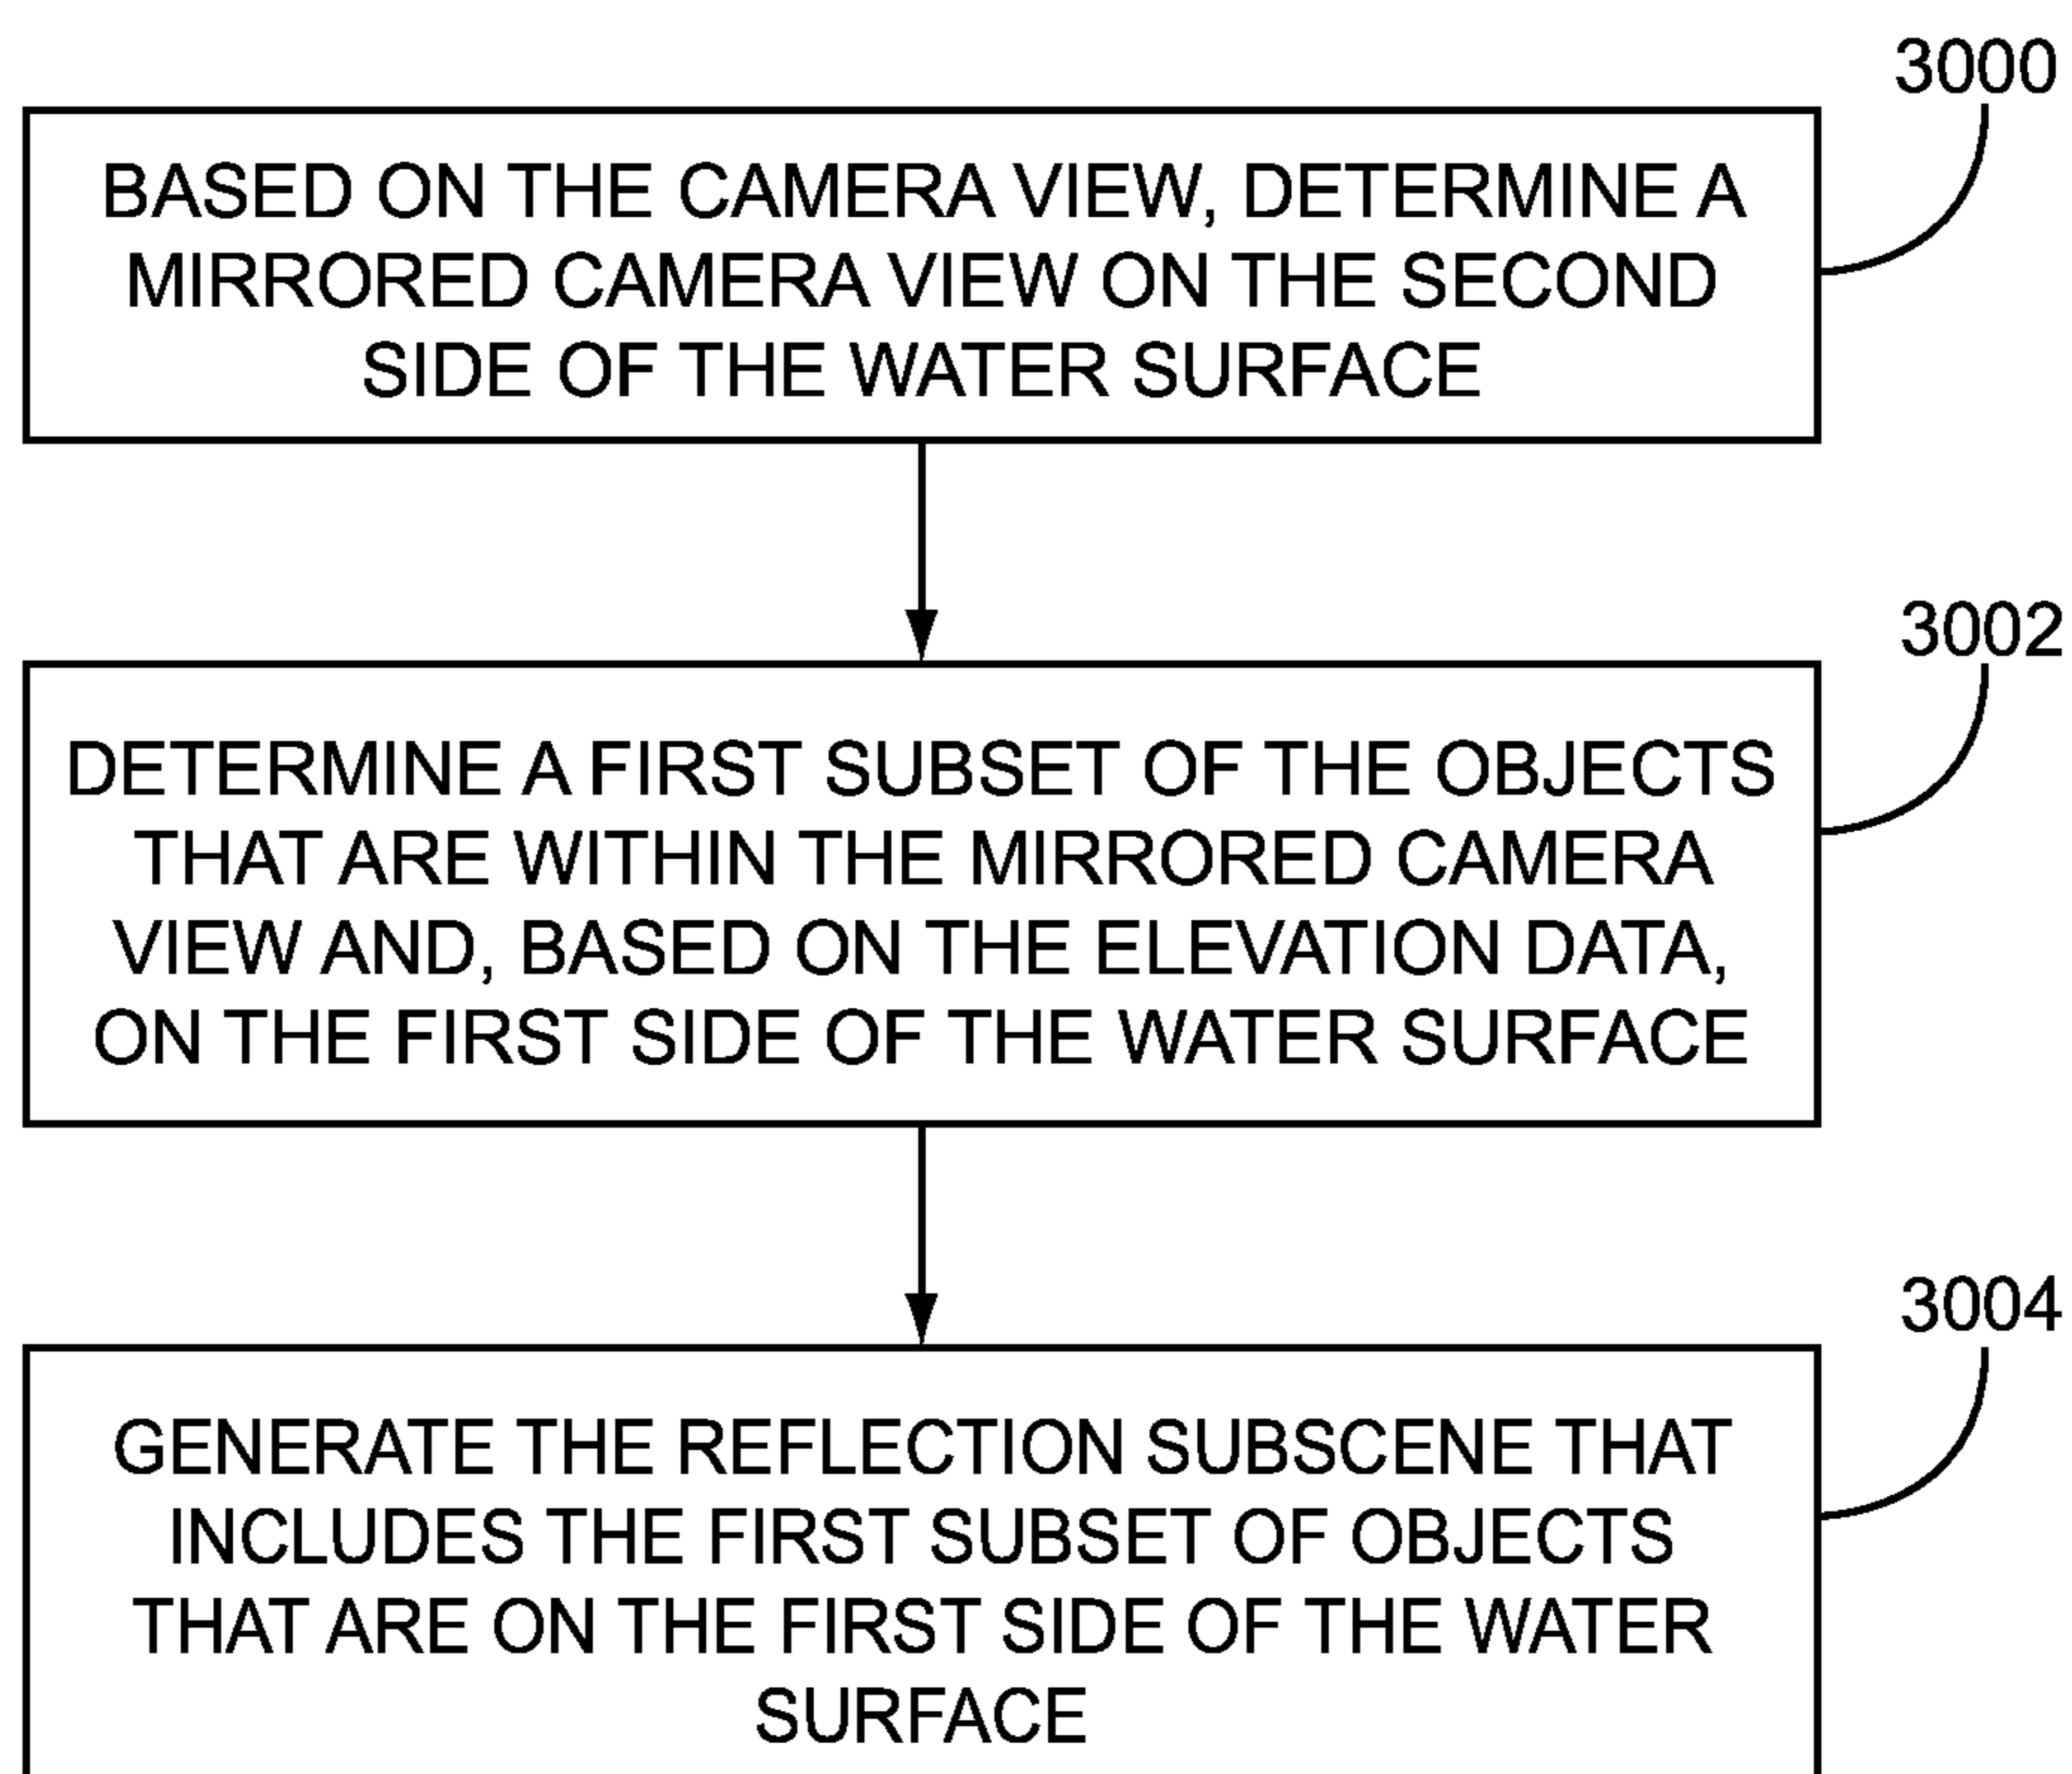 3000
BASED ON THE CAMERA VIEW, DETERMINE A
MIRRORED CAMERA VIEW ON THE SECOND
SIDE OF THE WATER SURFACE
3002
DETERMINE A FIRST SUBSET OF THE OBJECTS
THAT ARE WITHIN THE MIRRORED CAMERA
VIEW AND, BASED ON THE ELEVATION DATA,
ON THE FIRST SIDE OF THE WATER SURFACE
3004
GENERATE THE REFLECTION SUBSCENE THAT
INCLUDES THE FIRST SUBSET OF OBJECTS
THAT ARE ON THE FIRST SIDE OF THE WATER
SURFACE